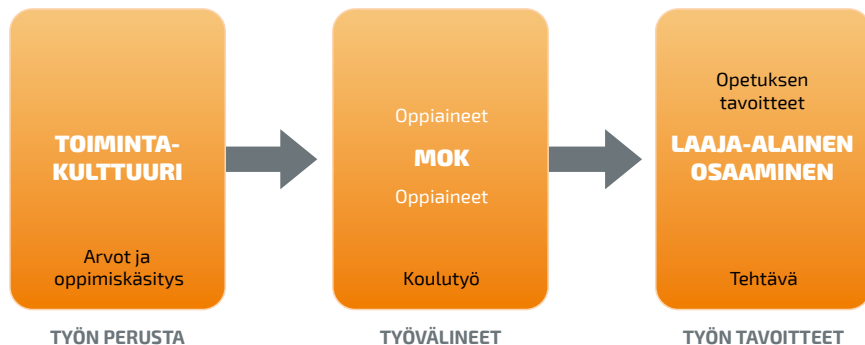 TOIMINTA-
KULTTUURI
Arvot ja
oppimiskäsitys
TYÖN PERUSTA
Oppiaineet
MOK
Oppiaineet
Koulutyö
TYÖVÄLINEET
Opetuksen
tavoitteet
LAAJA-ALAINEN
OSAAMINEN
Tehtävä
TYÖN TAVOITTEET